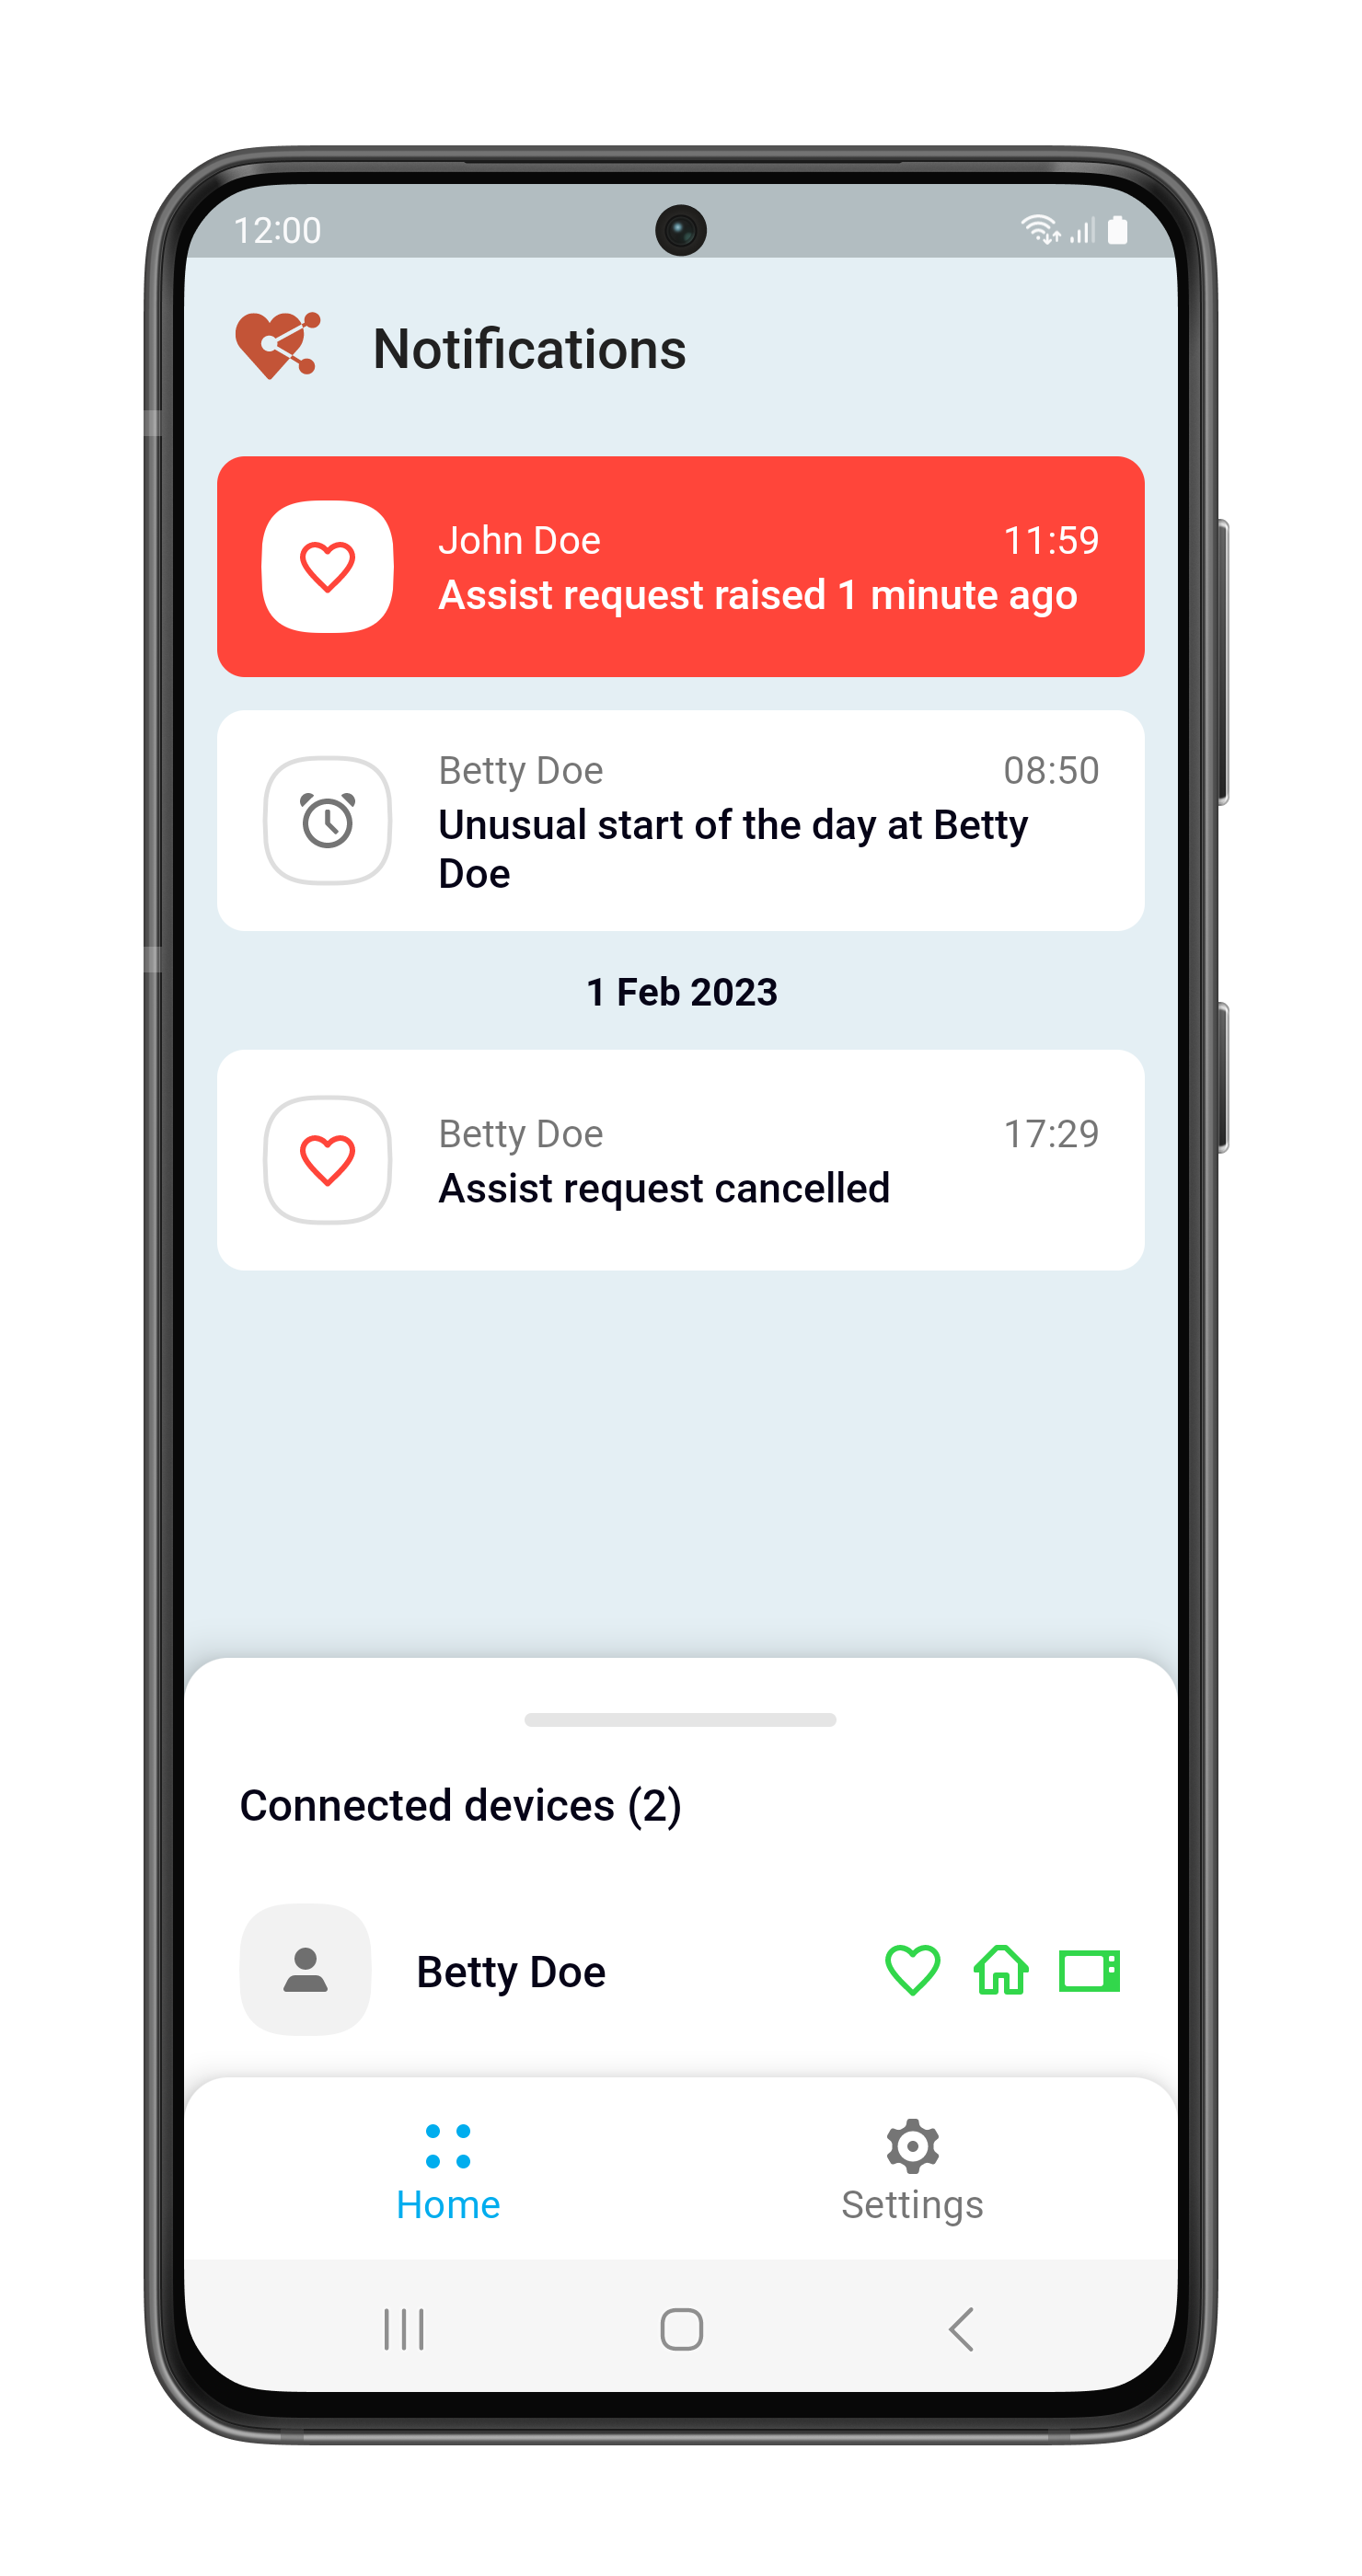 12:00
Notifications
John Doe 11:59
Assist request raised 1 minute ago
Betty Doe 08:50
Unusual start of the day at Betty
Doe
1 Feb 2023
Betty Doe 17:29
Assist request cancelled
Connected devices (2)
Betty Doe
Home Settings